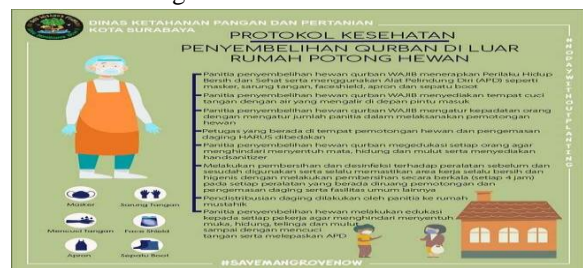 DINAS KETAHANAN PANGAN DAN PERTANIAN
KOTA SURABAYA
PROTOKOL KESEHATAN
PENYEMBELIHAN QURBAN DI LUAR
RUMAH POTONG HEWAN
Panitia penyembelihan hewan qurban WAJIB menerapkan Perilaku Hidup
Bersih dan Sehat serta menggunakan Alat Pelindung Diri (APD) seperti
masker, sarung tangan, faceshield, apron dan sepatu boot
Panitia penyembelihan hewan qurban WAJIB menyediakan tempat cuci
tangan dengan air yang mengalir di depan pintu masuk
Panitia penyembelihan hewan qurban WAJIB mengatur kepadatan orang
dengan mengatur jumlah panitia dalam melaksanakan pemotongan
hewan
Petugas yang berada di tempat pemotongan hewan dan pengemasan
daging HARUS dibedakan
Panitia penyembelihan hewan qurban mengedukasi setiap orang agar
menghindari menyentuh mata, hidung dan mulut serta menyediakan
handsanitizer
Melakukan pembersihan dan desinfeksi terhadap peralatan sebelum dan
sesudah digunakan serta selalu memastikan area kerja selalu bersih dan
higienis dengan melakukan pembersihan secara berkala (setiap 4 jam)
pada setiap peralatan yang berada diruang pemotongan dan
pengemasan daging serta fasilitas umum lainnya
Pendistribusian daging dilakukan oleh panitia ke rumah
mustahik
Panitia penyembelihan hewan melakukan edukasi
kepada setiap pekerja agar menghindari menyentuh
muka, hidung, telinga dan mulut
sampai dengan mencuci
tangan serta melepaskan APD
Masker
Sarung Tangan
Mencuci Tangan
Face Shield
Apron
Sepatu Boot
#SAVEMANGROVENOW
#NODAYWITHOUTPLANTING